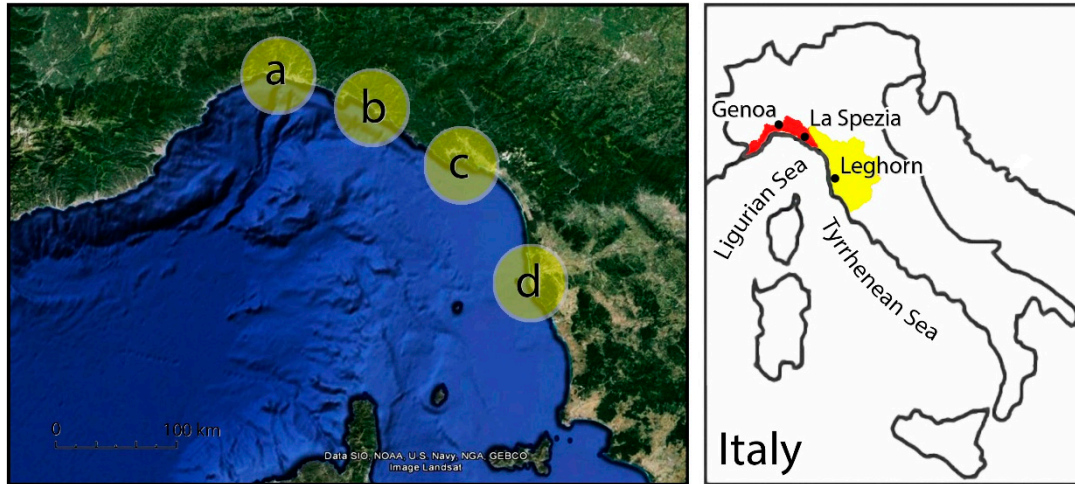 a
b
c
d
0 100 km
Data SIO, NOAA, U.S. Navy, NGA, GEBCO
Image Landsat
Genoa
La Spezia
Leghorn
Ligurian Sea
Tyrrhenean Sea
Italy